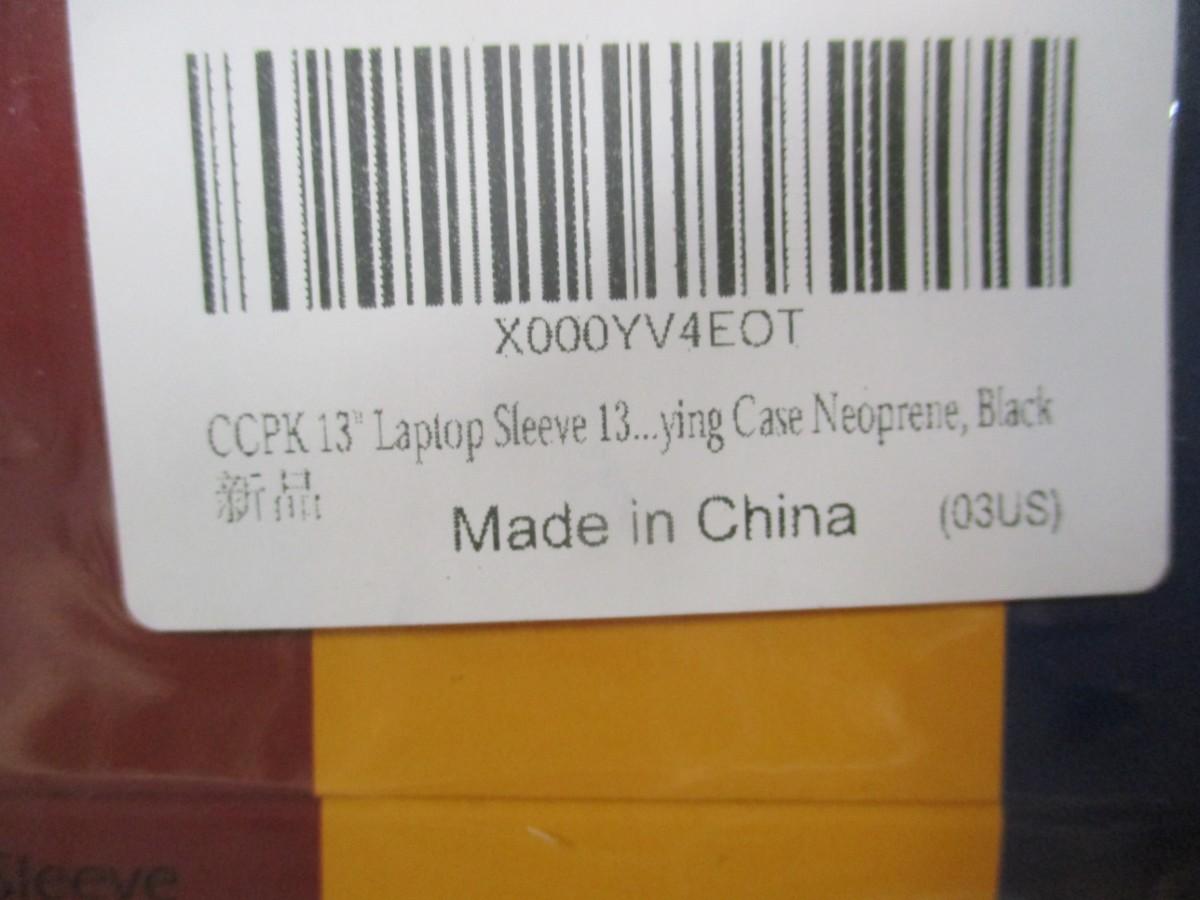 X000YV4EOT
CCPK 13" Laptop Sleeve 13...ying Case Neoprene, Black
新品
Made in China (03US)
Sleeve